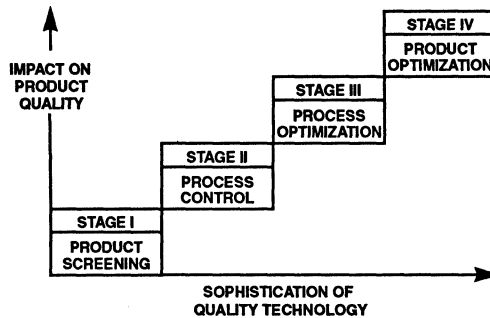 STAGE IV
PRODUCT
OPTIMIZATION
IMPACT ON
PRODUCT
QUALITY
STAGE III
PROCESS
OPTIMIZATION
STAGE II
PROCESS
CONTROL
STAGE I
PRODUCT
SCREENING
SOPHISTICATION OF
QUALITY TECHNOLOGY